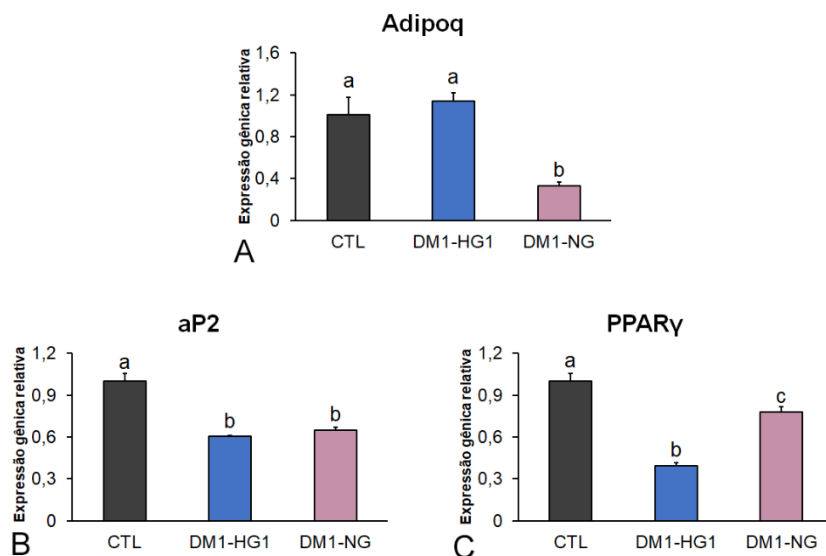 Adipoq
Expressão gênica relativa
1,6
1,2
0,8
0,4
0
a
a
b
CTL
DM1-HG1
DM1-NG
A
aP2
Expressão gênica relativa
1,2
0,9
0,6
0,3
0
a
b
b
CTL
DM1-HG1
DM1-NG
B
PPARγ
Expressão gênica relativa
1,2
0,9
0,6
0,3
0
a
b
c
CTL
DM1-HG1
DM1-NG
C